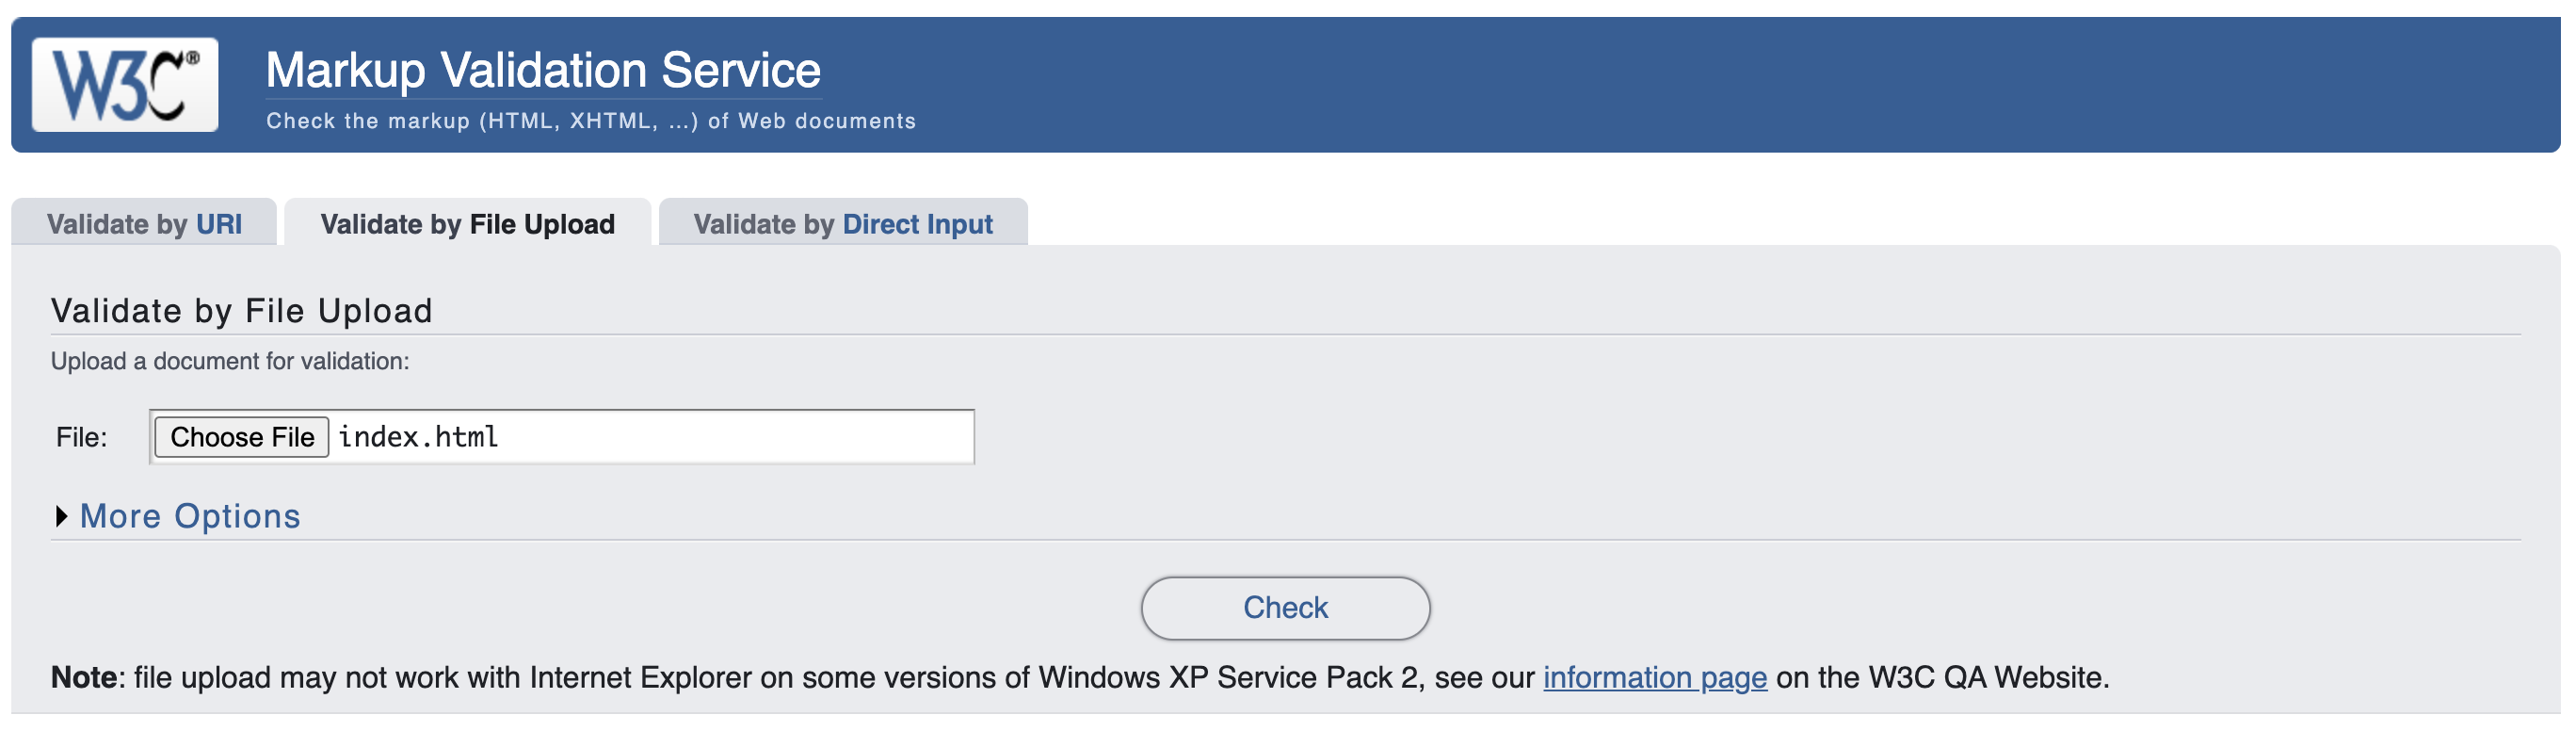 W3C®
Markup Validation Service
Check the markup (HTML, XHTML, ...) of Web documents
Validate by URI
Validate by File Upload
Validate by Direct Input
Validate by File Upload
Upload a document for validation:
File: Choose File index.html
More Options
Check
Note: file upload may not work with Internet Explorer on some versions of Windows XP Service Pack 2, see our information page on the W3C QA Website.